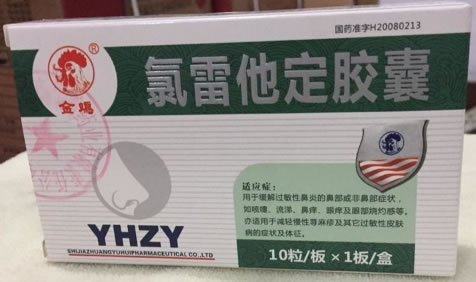 国药准字H20080213
®
金鸡
氯雷他定胶囊
适应症：
用于缓解过敏性鼻炎的鼻部或非鼻部症状，
如喷嚏、流涕、鼻痒、眼痒及眼部烧灼感等。
亦适用于减轻慢性荨麻疹及其它过敏性皮肤
病的症状及体征。
YHZY
SHIJIAZHUANGYUHUIPHARMACEUTICAL CO.,LTD
10粒/板×1板/盒